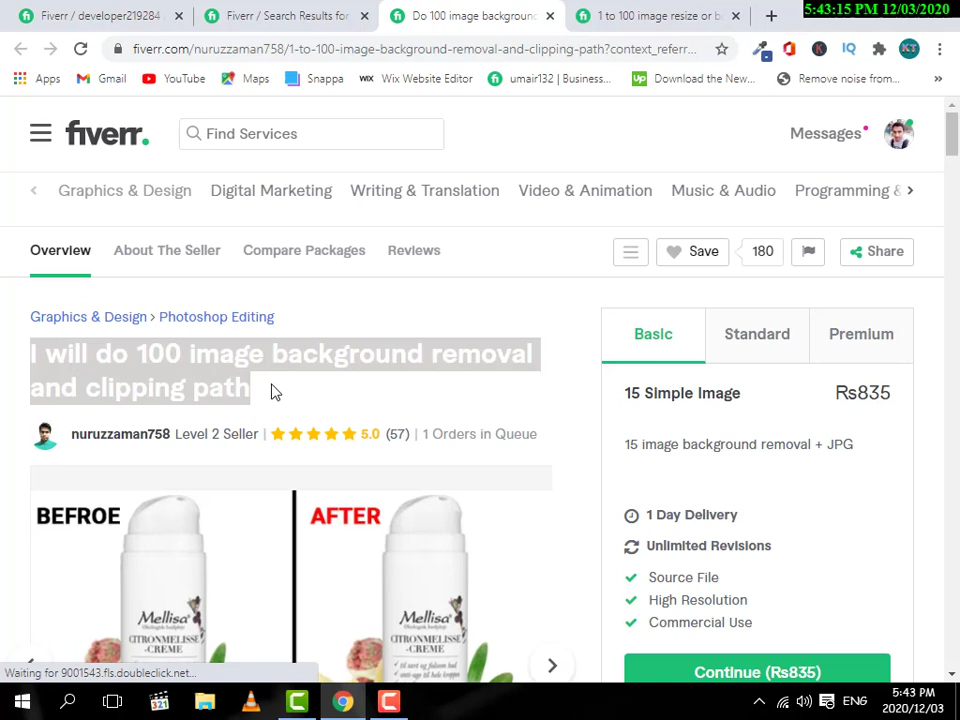 5:43:15 PM 12/03/2020
Fiverr / developer219284
Fiverr / Search Results for
Do 100 image background
1 to 100 image resize or b
fiverr.com/nuruzzaman758/1-to-100-image-background-removal-and-clipping-path?context_referr...
IQ
KT
Apps
Gmail
YouTube
Maps
Snappa
WIX Wix Website Editor
umair132 | Business...
Up Download the New...
Remove noise from...
»
fiverr.
Find Services
Messages
Graphics & Design
Digital Marketing
Writing & Translation
Video & Animation
Music & Audio
Programming &
Overview
About The Seller
Compare Packages
Reviews
Save
180
Share
Graphics & Design › Photoshop Editing
I will do 100 image background removal
and clipping path
nuruzzaman758 Level 2 Seller | 5.0 (57) | 1 Orders in Queue
Basic
Standard
Premium
15 Simple Image
Rs835
15 image background removal + JPG
1 Day Delivery
Unlimited Revisions
Source File
High Resolution
Commercial Use
Continue (Rs835)
BEFROE
AFTER
Mellisa
CITRONMELISSE
-CREME
Mellisa
CITRONMELISSE
-CREME
Waiting for 9001543.fls.doubleclick.net...
321
ENG
5:43 PM
2020/12/03